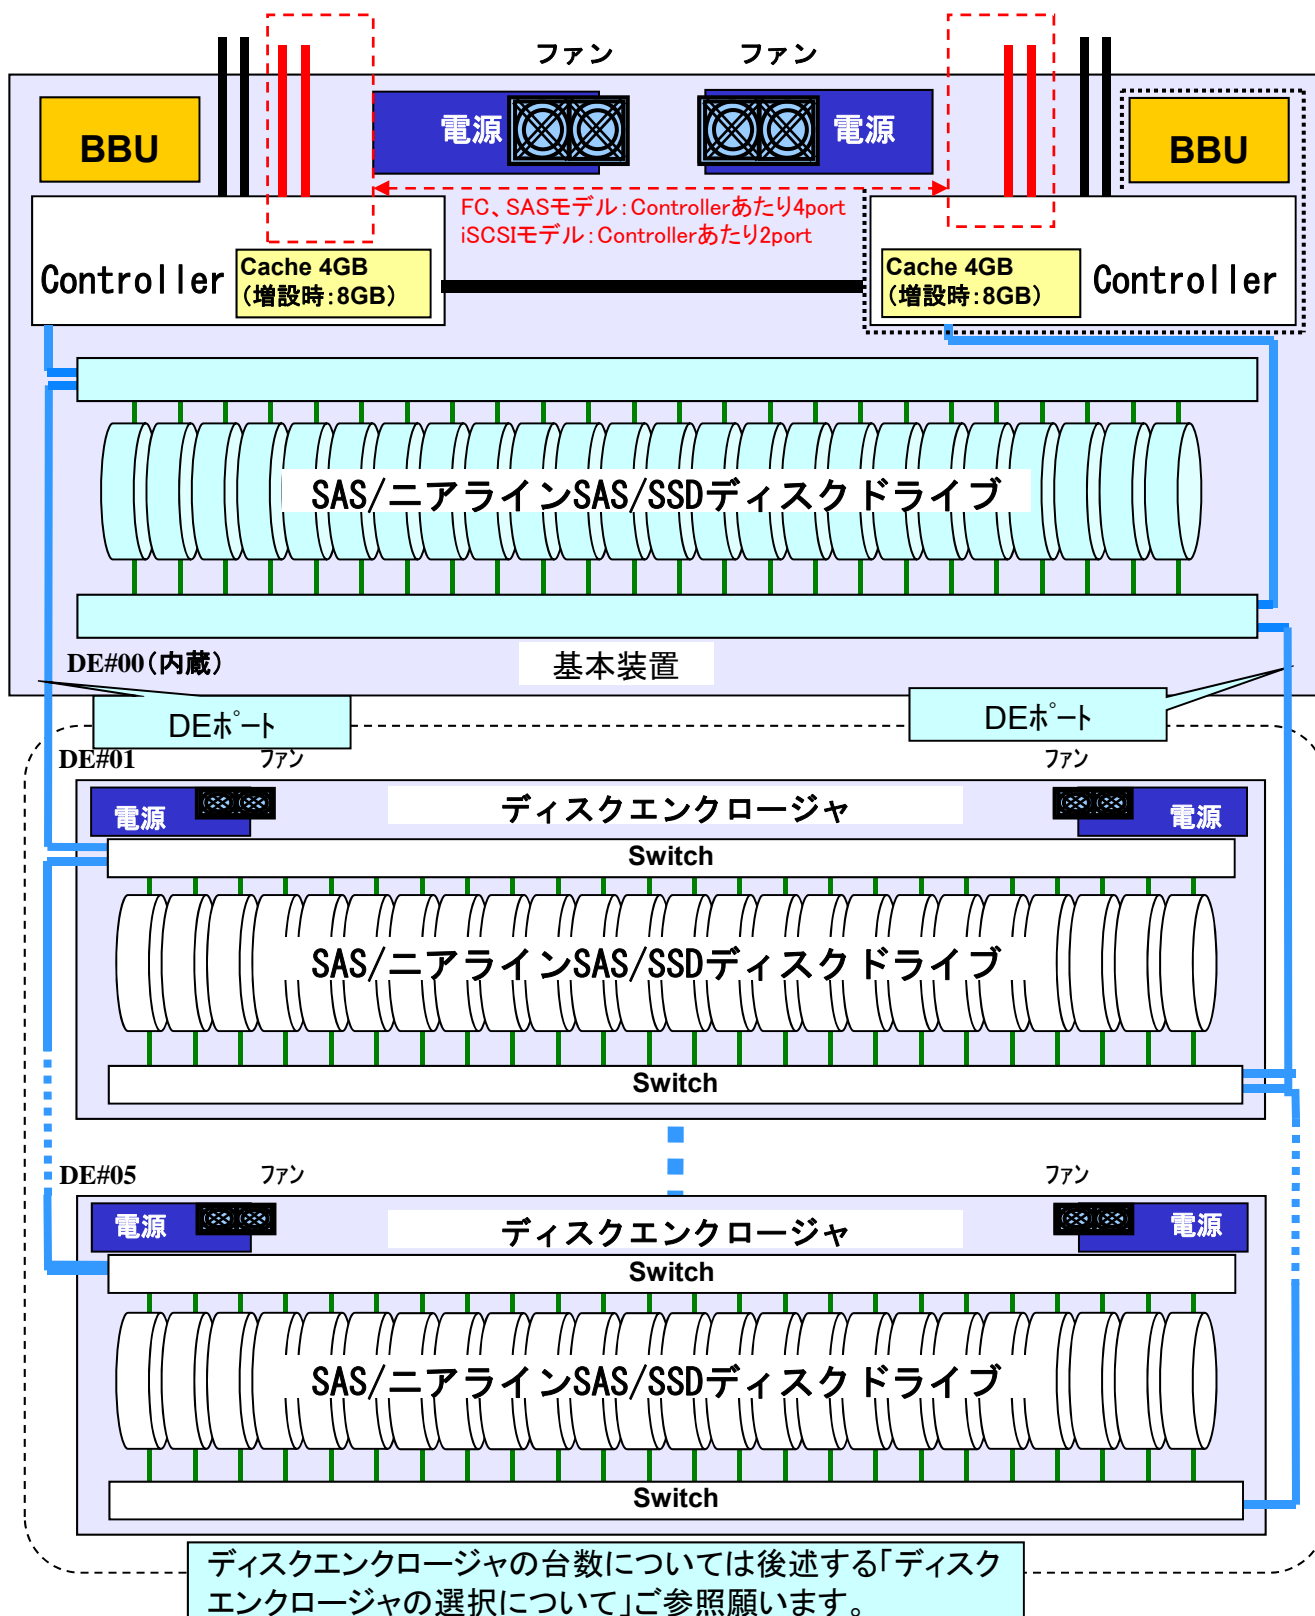 ファン
ファン
BBU
電源
電源
BBU
FC、SASモデル：Controllerあたり4port
iSCSIモデル：Controllerあたり2port
Controller
Cache 4GB
（増設時：8GB）
Cache 4GB
（増設時：8GB）
Controller
SAS/ニアラインSAS/SSDディスクドライブ
DE#00（内蔵）
基本装置
DEﾎﾟｰﾄ
DEﾎﾟｰﾄ
DE#01
ﾌｧﾝ
ﾌｧﾝ
電源
ディスクエンクロージャ
電源
Switch
SAS/ニアラインSAS/SSDディスクドライブ
Switch
DE#05
ﾌｧﾝ
ﾌｧﾝ
電源
ディスクエンクロージャ
電源
Switch
SAS/ニアラインSAS/SSDディスクドライブ
Switch
ディスクエンクロージャの台数については後述する「ディスク
エンクロージャの選択について」ご参照願います。